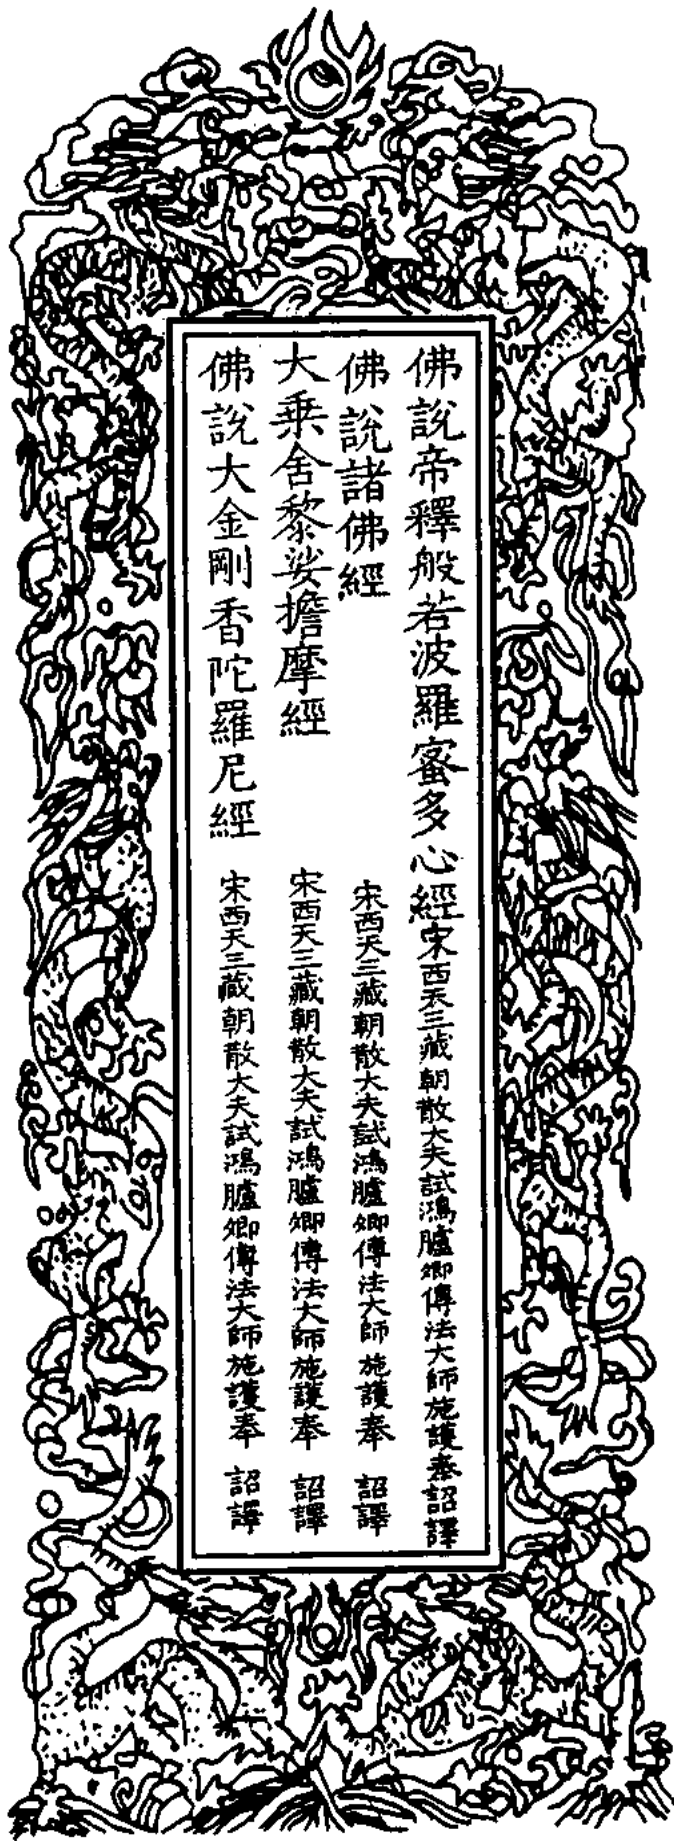 佛說帝釋般若波羅蜜多心經宋西天三藏朝散大夫試鴻臚卿傳法大師施護奉詔譯
佛說諸佛經 宋西天三藏朝散大夫試鴻臚卿傳法大師施護奉 詔譯
大乘舍黎娑擔摩經 宋西天三藏朝散大夫試鴻臚卿傳法大師施護奉 詔譯
佛說大金剛香陀羅尼經 宋西天三藏朝散大夫試鴻臚卿傳法大師施護奉 詔譯